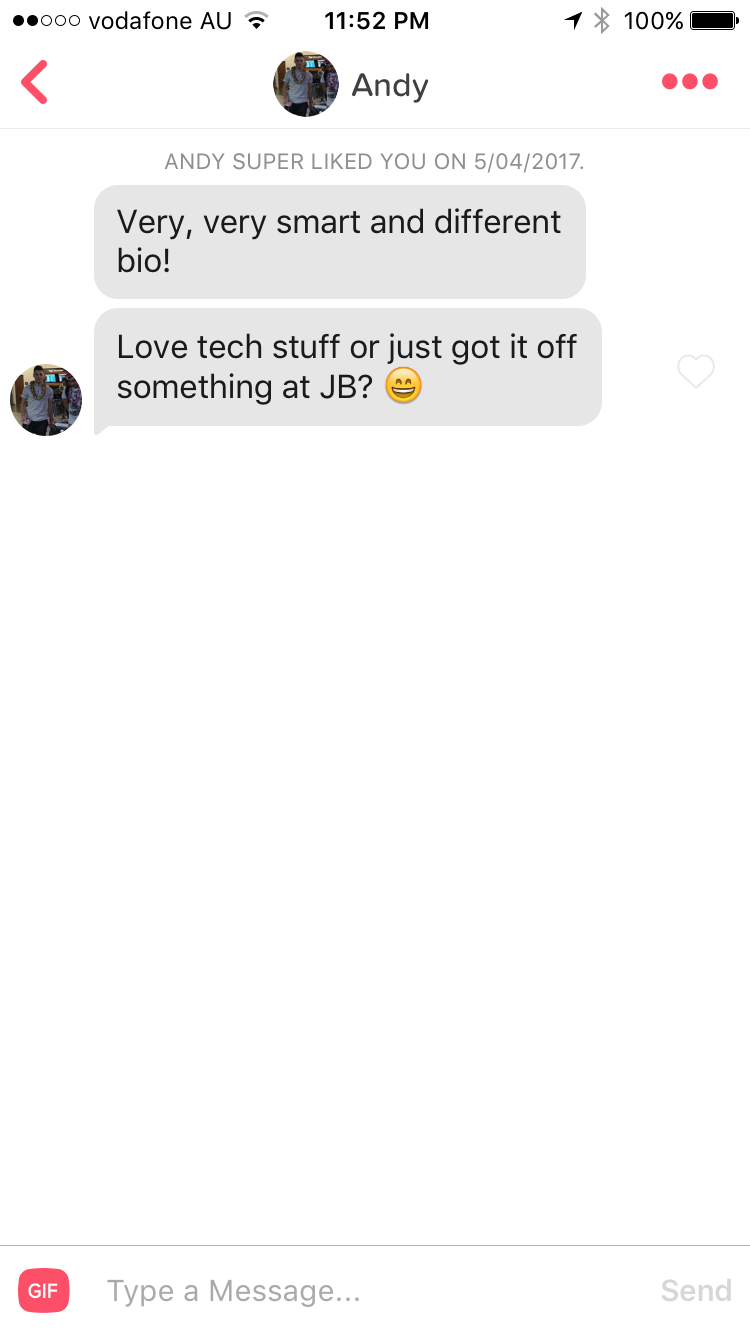 vodafone AU 11:52 PM 100%
Andy
ANDY SUPER LIKED YOU ON 5/04/2017.
Very, very smart and different
bio!
Love tech stuff or just got it off
something at JB? 😄
GIF Type a Message... Send